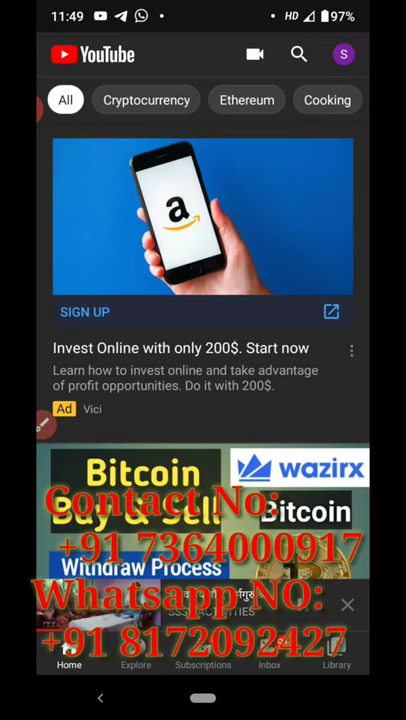 11:49
HD 97%
YouTube
S
All Cryptocurrency Ethereum Cooking
a
SIGN UP
Invest Online with only 200$. Start now
Learn how to invest online and take advantage
of profit opportunities. Do it with 200$.
Ad Vici
Bitcoin
wazirx
Contact No:
Buy & Sell
Bitcoin
+91 7364000917
Withdraw Process
Whatsapp NO:
+91 8172092427
Home Explore Subscriptions Inbox Library